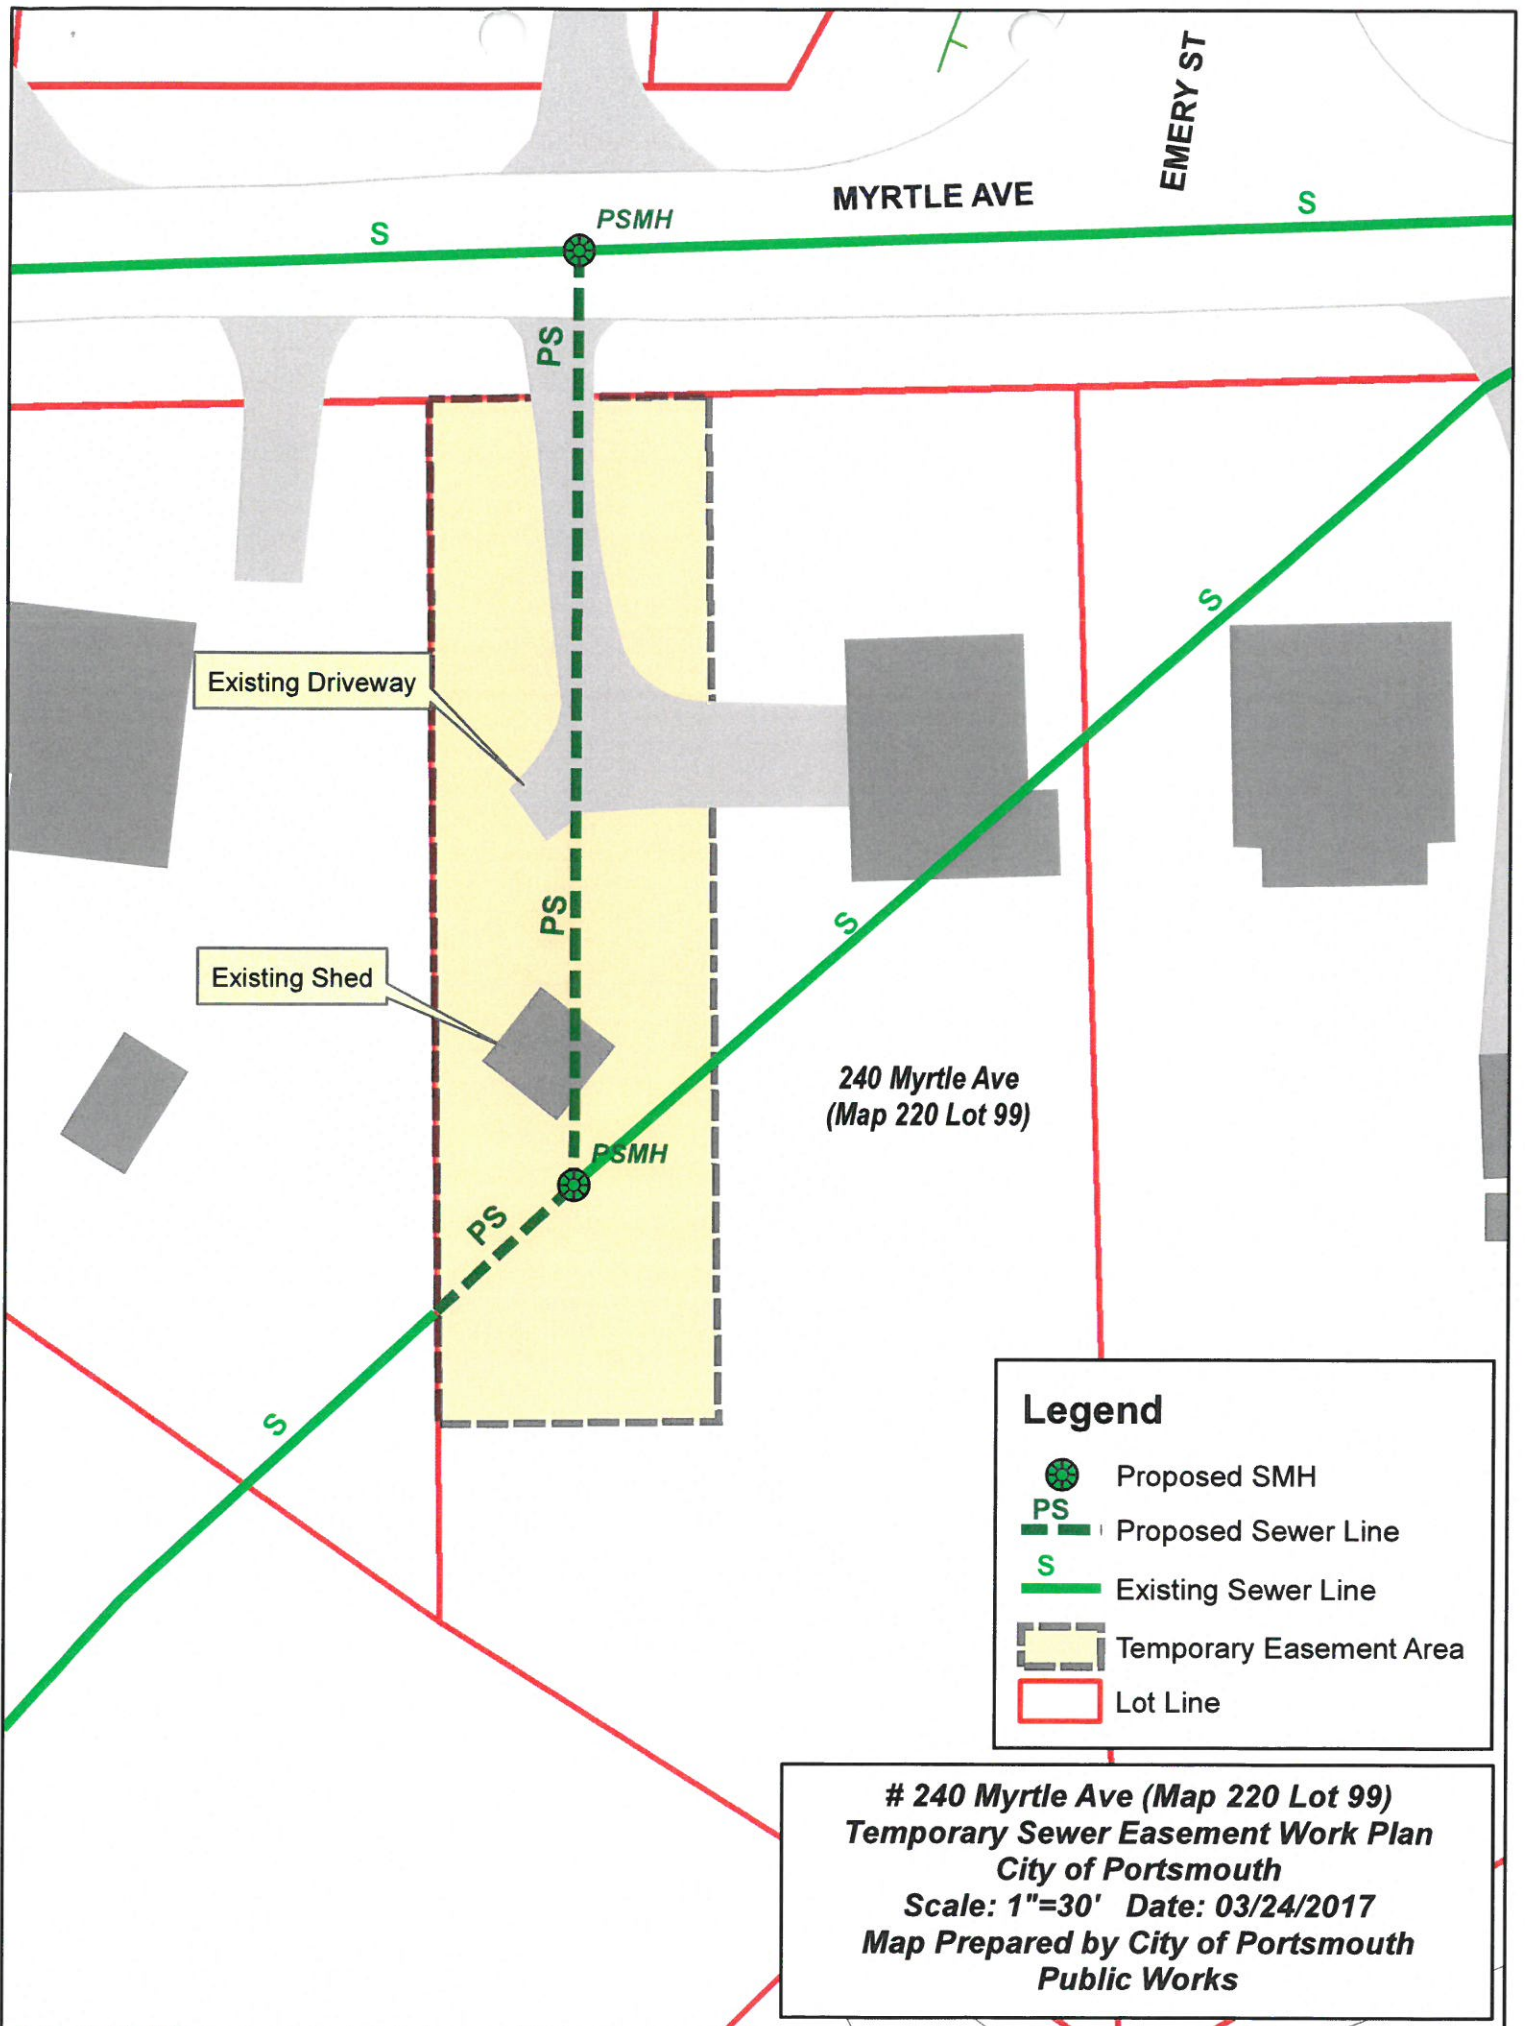 EMERY ST
MYRTLE AVE
S
S
PSMH
PS
S
Existing Driveway
PS
S
Existing Shed
240 Myrtle Ave
(Map 220 Lot 99)
PSMH
PS
S
Legend
Proposed SMH
PS
Proposed Sewer Line
S
Existing Sewer Line
Temporary Easement Area
Lot Line
# 240 Myrtle Ave (Map 220 Lot 99)
Temporary Sewer Easement Work Plan
City of Portsmouth
Scale: 1"=30' Date: 03/24/2017
Map Prepared by City of Portsmouth
Public Works